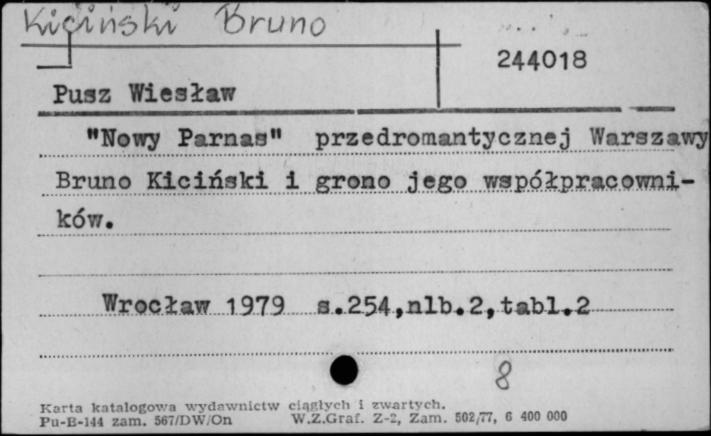 Kiciński Bruno
244018
Pusz Wiesław
"Nowy Parnas" przedromantycznej Warszawy
Bruno Kiciński i grono jego współpracowni-
ków.
Wrocław 1979 s.254,nlb.2,tabl.2
8
Karta katalogowa wydawnictw ciągłych i zwartych.
Pu-B-144 zam. 567/DW/On W.Z.Graf. Z-2, Zam. 502/77, 6 400 000